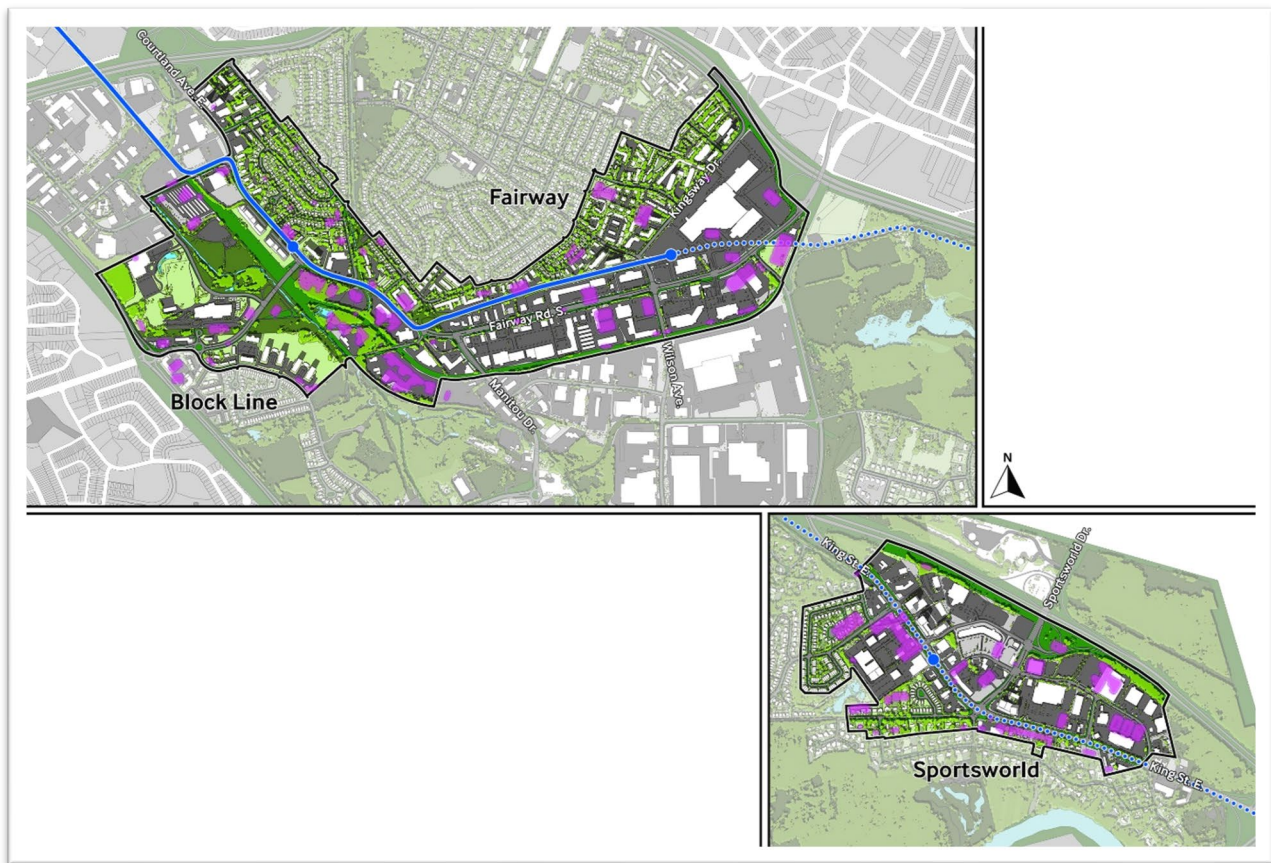 Courtland Ave. E.
Fairway
Kingsway Dr.
Fairway Rd. S.
Wilson Ave.
Block Line
Manitou Dr.
N
King St. E.
Sportsworld Dr.
Sportsworld
King St. E.